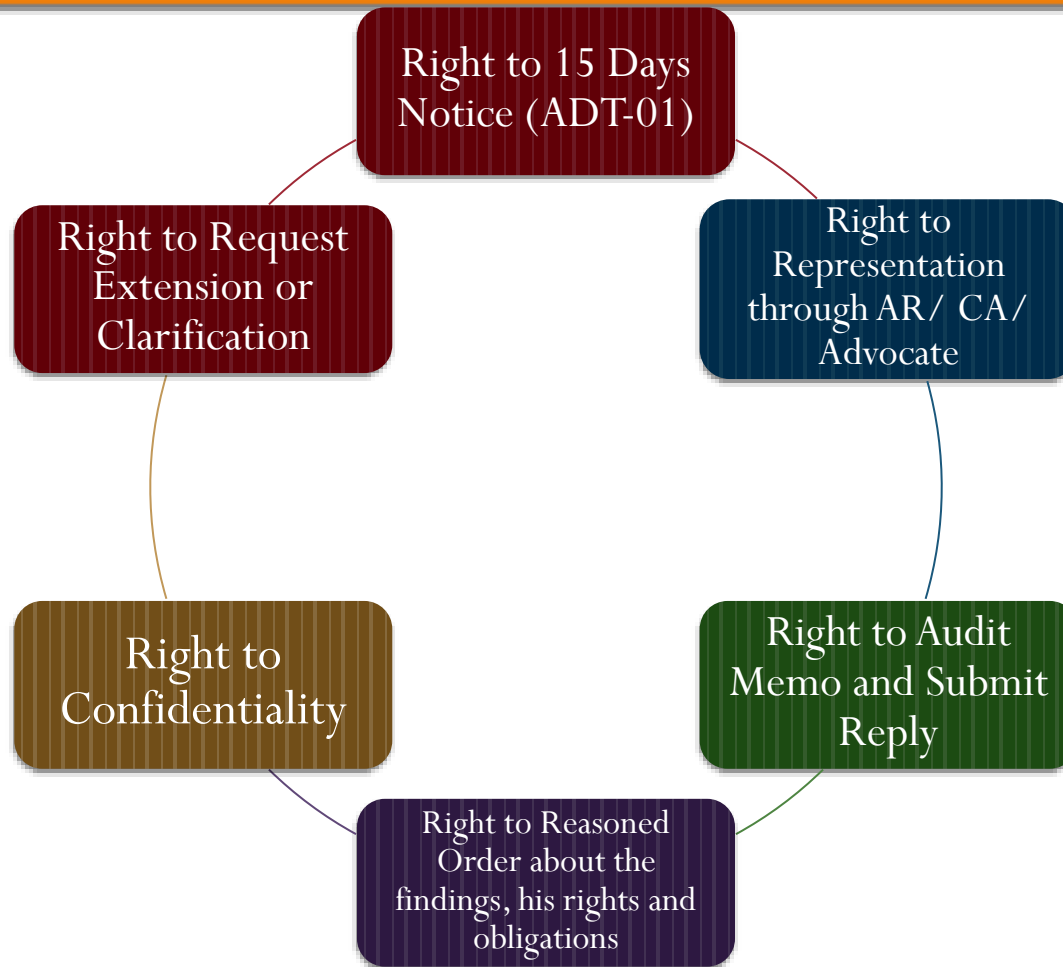 Right to 15 Days
Notice (ADT-01)
Right to
Representation
through AR/ CA/
Advocate
Right to Audit
Memo and Submit
Reply
Right to Reasoned
Order about the
findings, his rights and
obligations
Right to
Confidentiality
Right to Request
Extension or
Clarification